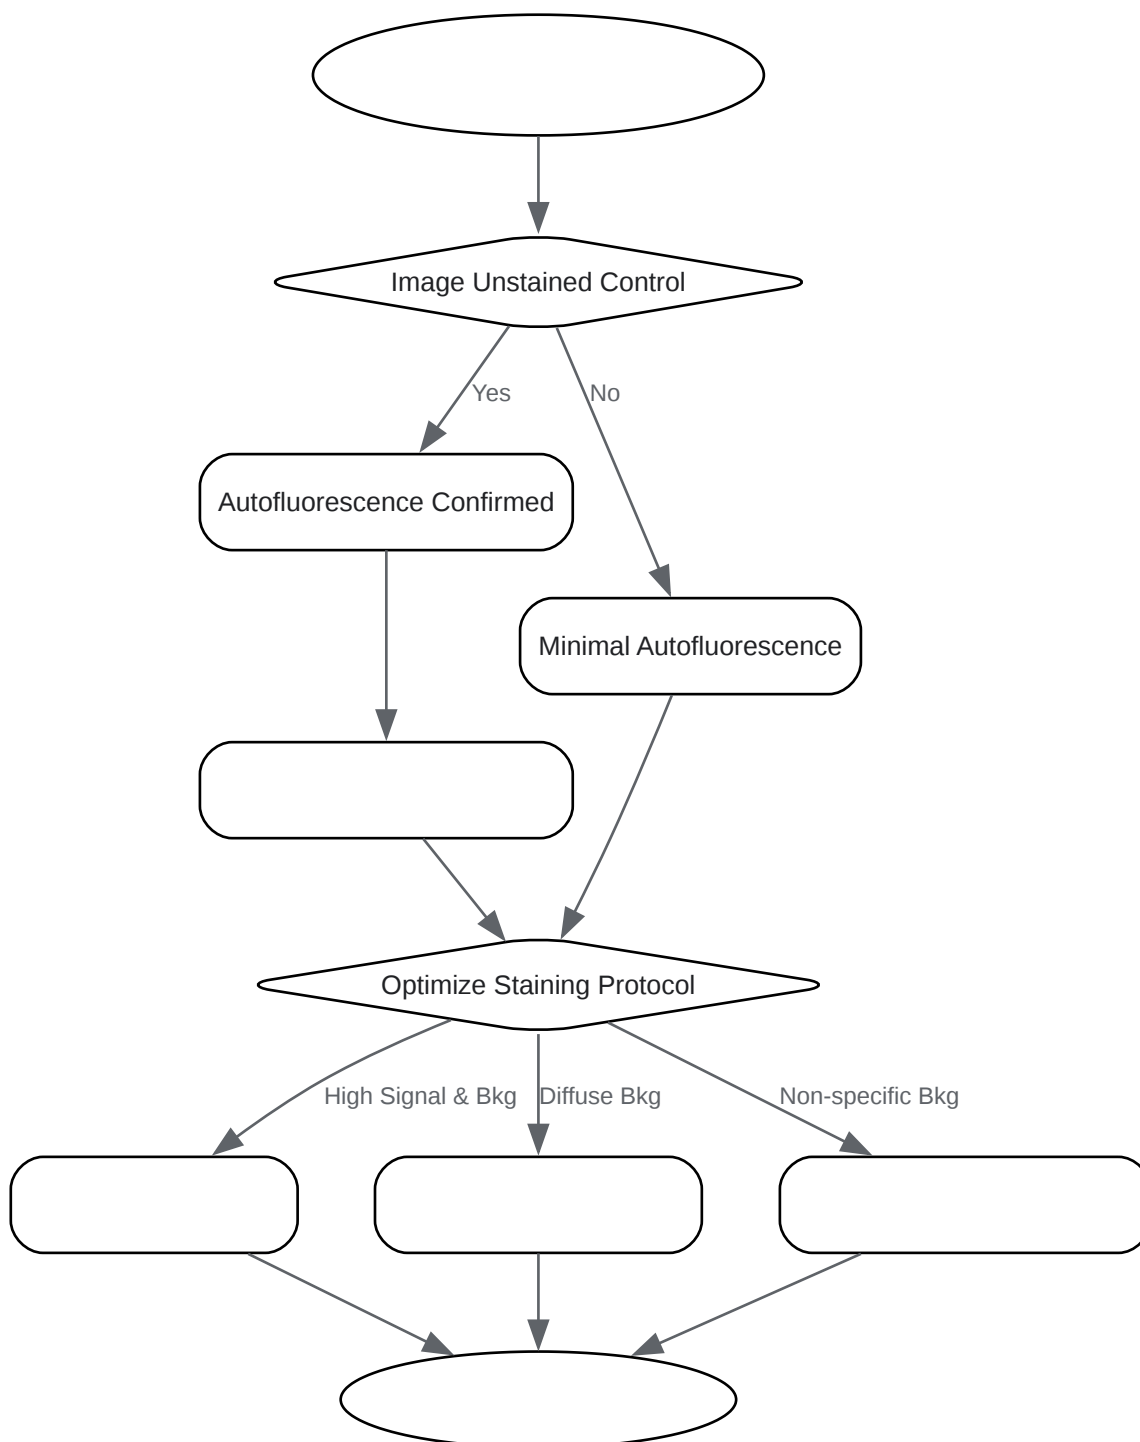 Image Unstained Control
Yes
No
Autofluorescence Confirmed
Minimal Autofluorescence
Optimize Staining Protocol
High Signal & Bkg
Diffuse Bkg
Non-specific Bkg